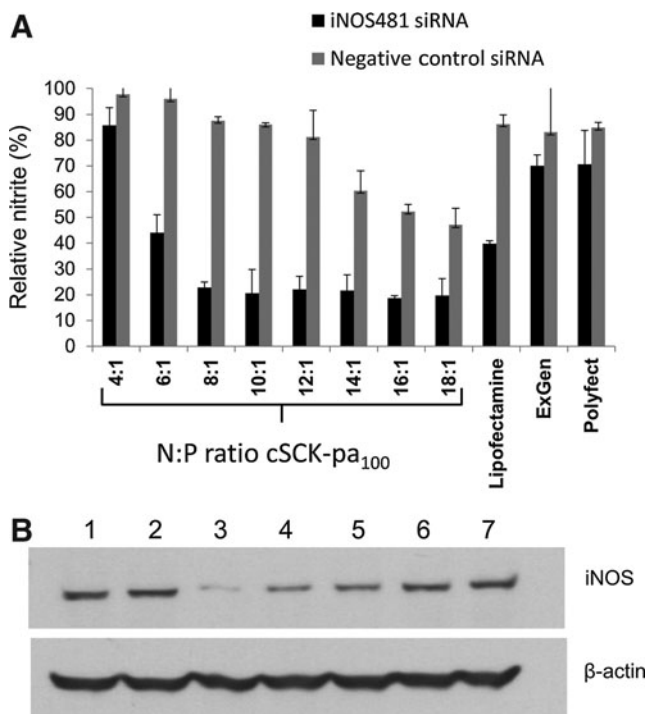 A
iNOS481 siRNA
Negative control siRNA
Relative nitrite (%)
100
90
80
70
60
50
40
30
20
10
0
4:1
6:1
8:1
10:1
12:1
14:1
16:1
18:1
Lipofectamine
ExGen
Polyfect
N:P ratio cSCK-pa100
B
1 2 3 4 5 6 7
iNOS
β-actin